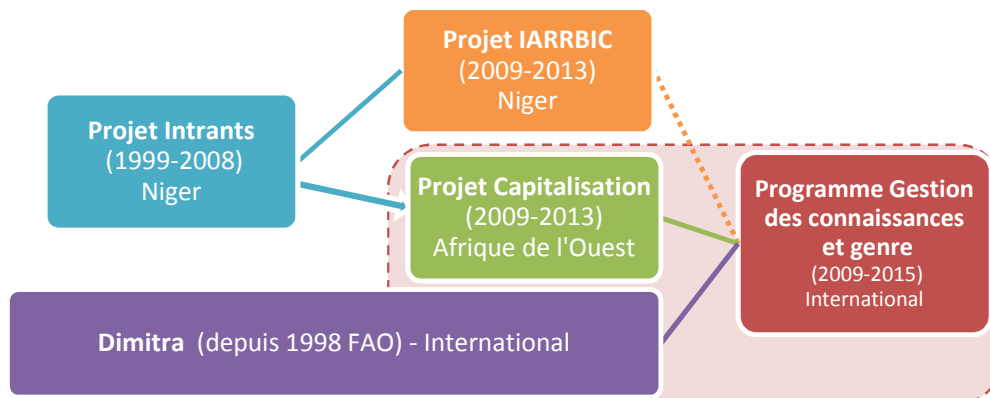 Projet IARRBIC
(2009-2013)
Niger
Projet Intrants
(1999-2008)
Niger
Projet Capitalisation
(2009-2013)
Afrique de l'Ouest
Programme Gestion
des connaissances
et genre
(2009-2015)
International
Dimitra (depuis 1998 FAO) - International